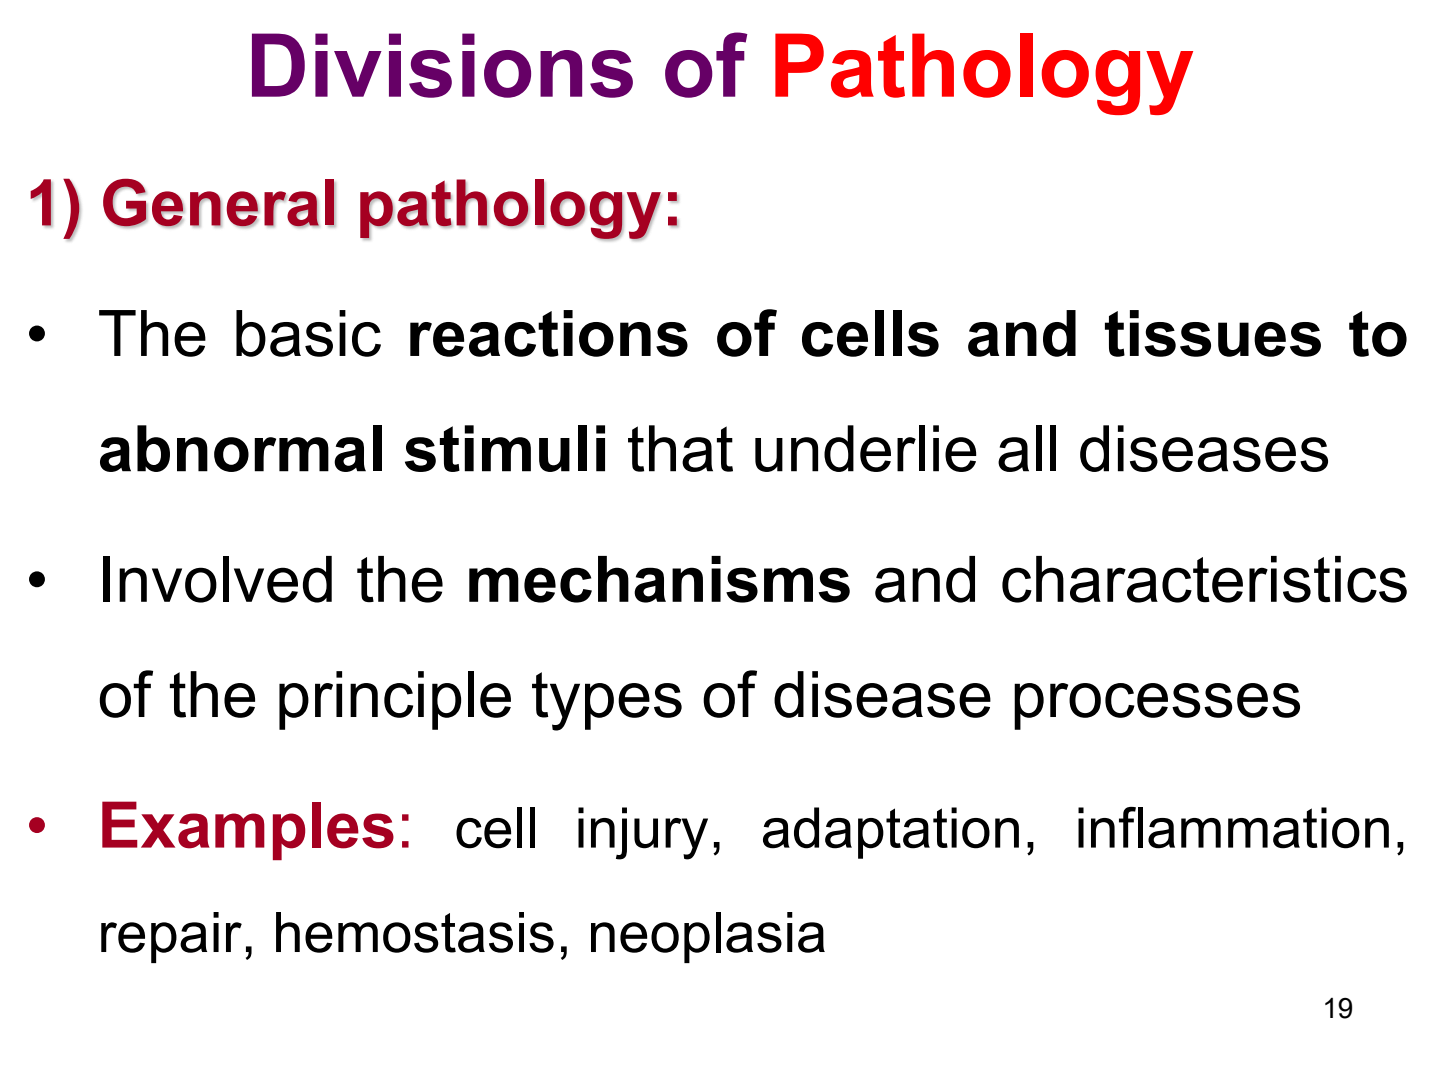 Divisions of Pathology
1) General pathology:
• The basic reactions of cells and tissues to
abnormal stimuli that underlie all diseases
• Involved the mechanisms and characteristics
of the principle types of disease processes
• Examples: cell injury, adaptation, inflammation,
repair, hemostasis, neoplasia
19